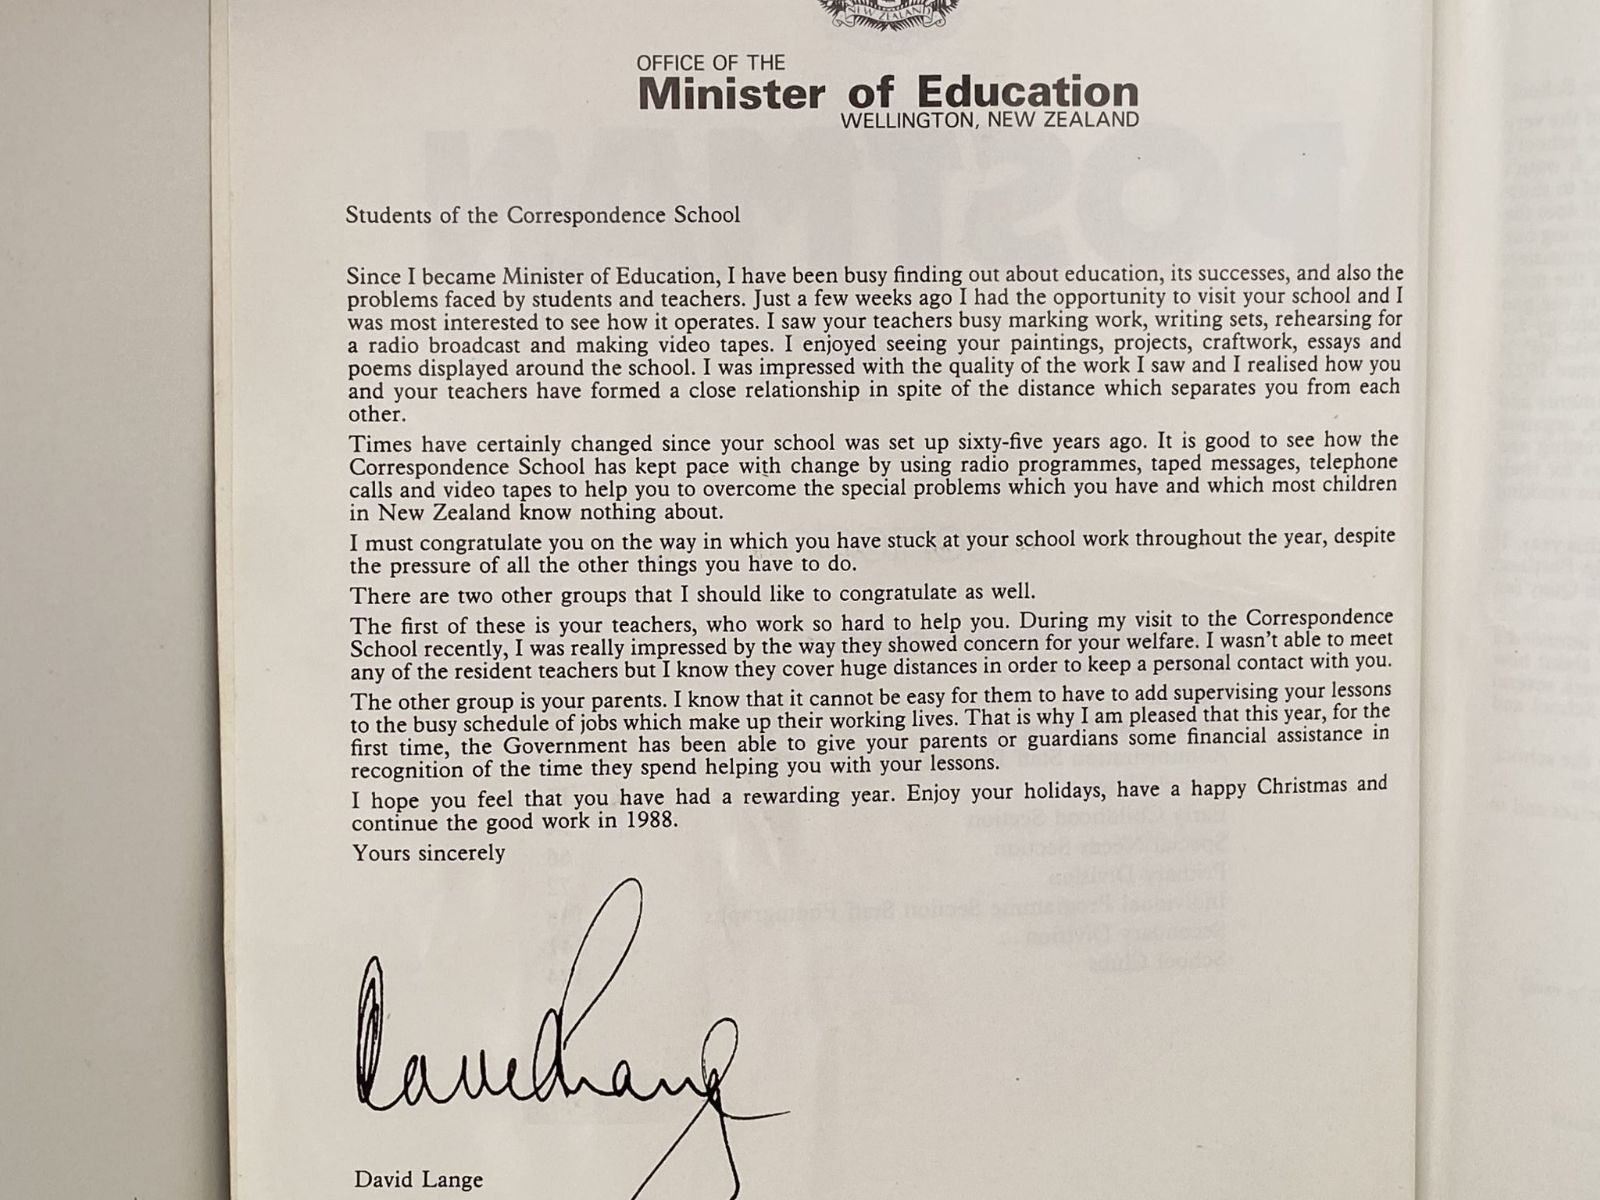 NEW ZEALAND
OFFICE OF THE
Minister of Education
WELLINGTON, NEW ZEALAND
Students of the Correspondence School
Since I became Minister of Education, I have been busy finding out about education, its successes, and also the
problems faced by students and teachers. Just a few weeks ago I had the opportunity to visit your school and I
was most interested to see how it operates. I saw your teachers busy marking work, writing sets, rehearsing for
a radio broadcast and making video tapes. I enjoyed seeing your paintings, projects, craftwork, essays and
poems displayed around the school. I was impressed with the quality of the work I saw and I realised how you
and your teachers have formed a close relationship in spite of the distance which separates you from each
other.
Times have certainly changed since your school was set up sixty-five years ago. It is good to see how the
Correspondence School has kept pace with change by using radio programmes, taped messages, telephone
calls and video tapes to help you to overcome the special problems which you have and which most children
in New Zealand know nothing about.
I must congratulate you on the way in which you have stuck at your school work throughout the year, despite
the pressure of all the other things you have to do.
There are two other groups that I should like to congratulate as well.
The first of these is your teachers, who work so hard to help you. During my visit to the Correspondence
School recently, I was really impressed by the way they showed concern for your welfare. I wasn't able to meet
any of the resident teachers but I know they cover huge distances in order to keep a personal contact with you.
The other group is your parents. I know that it cannot be easy for them to have to add supervising your lessons
to the busy schedule of jobs which make up their working lives. That is why I am pleased that this year, for the
first time, the Government has been able to give your parents or guardians some financial assistance in
recognition of the time they spend helping you with your lessons.
I hope you feel that you have had a rewarding year. Enjoy your holidays, have a happy Christmas and
continue the good work in 1988.
Yours sincerely
David Lange
David Lange